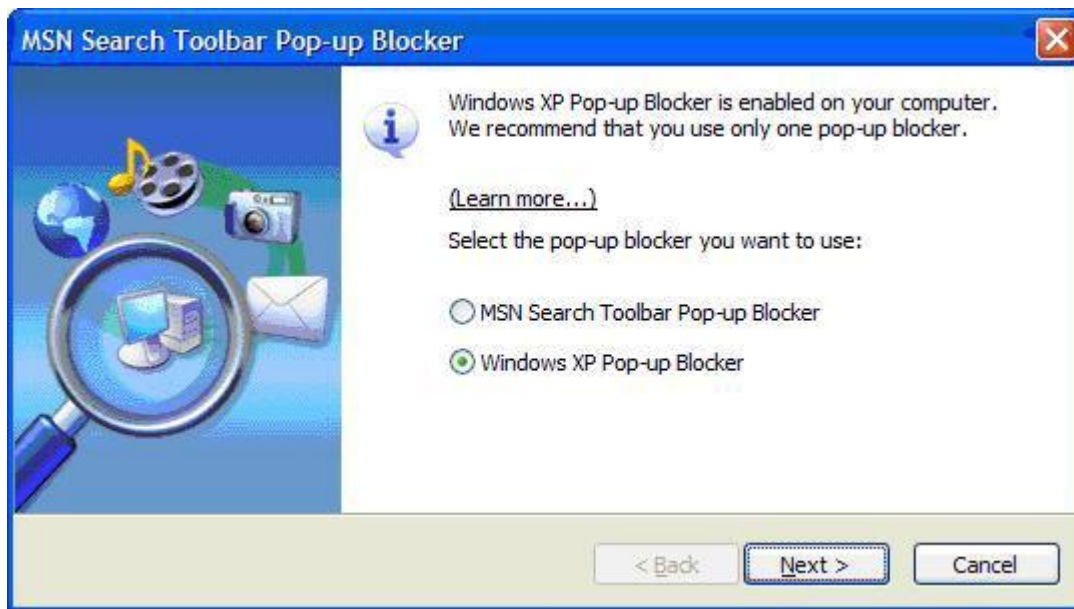 MSN Search Toolbar Pop-up Blocker
Windows XP Pop-up Blocker is enabled on your computer.
We recommend that you use only one pop-up blocker.
(Learn more...)
Select the pop-up blocker you want to use:
MSN Search Toolbar Pop-up Blocker
Windows XP Pop-up Blocker
< Back
Next >
Cancel